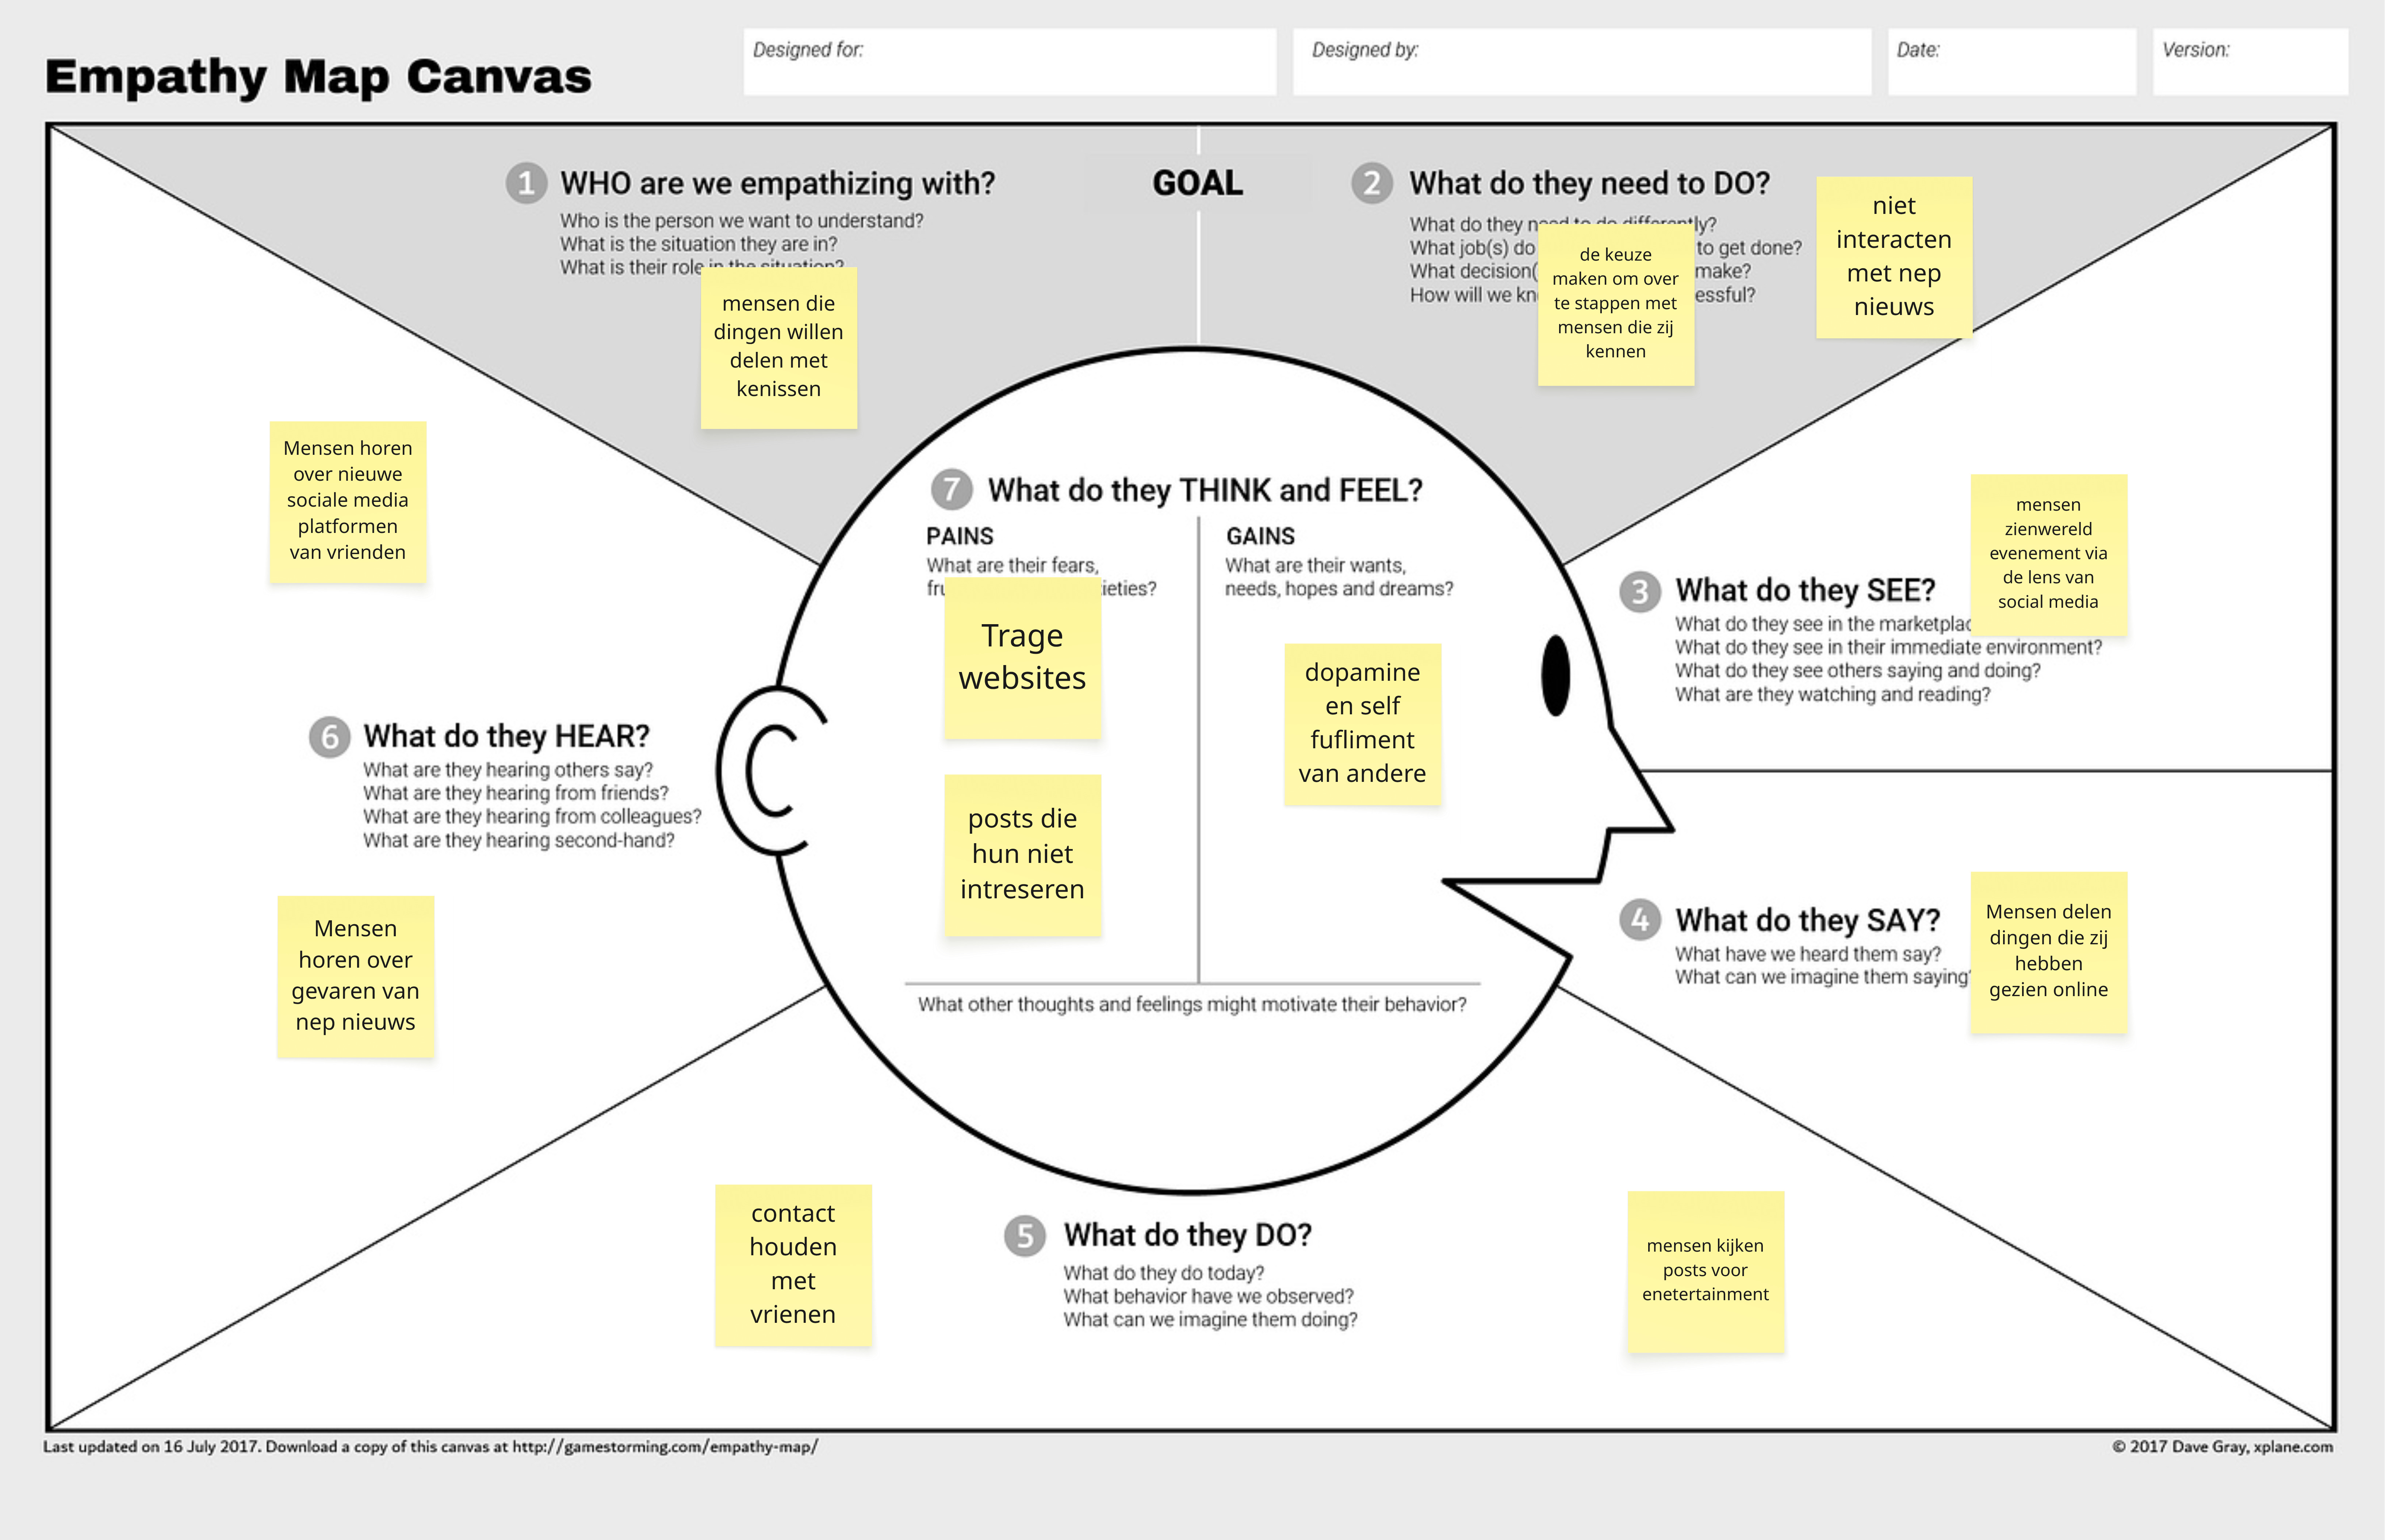 Empathy Map Canvas
Designed for:
Designed by:
Date:
Version:
1 WHO are we empathizing with?
Who is the person we want to understand?
What is the situation they are in?
What is their role in the situation?
mensen die
dingen willen
delen met
kenissen
GOAL
2 What do they need to DO?
What do they need to do differently?
What job(s) do to get done?
What decision( make?
How will we kn essful?
de keuze
maken om over
te stappen met
mensen die zij
kennen
niet
interacten
met nep
nieuws
Mensen horen
over nieuwe
sociale media
platformen
van vrienden
7 What do they THINK and FEEL?
PAINS
What are their fears,
fru ieties?
Trage
websites
posts die
hun niet
intreseren
GAINS
What are their wants,
needs, hopes and dreams?
dopamine
en self
fufliment
van andere
What other thoughts and feelings might motivate their behavior?
mensen
zienwereld
evenement via
de lens van
social media
3 What do they SEE?
What do they see in the marketplac
What do they see in their immediate environment?
What do they see others saying and doing?
What are they watching and reading?
6 What do they HEAR?
What are they hearing others say?
What are they hearing from friends?
What are they hearing from colleagues?
What are they hearing second-hand?
Mensen
horen over
gevaren van
nep nieuws
4 What do they SAY?
What have we heard them say?
What can we imagine them saying?
Mensen delen
dingen die zij
hebben
gezien online
contact
houden
met
vrienen
5 What do they DO?
What do they do today?
What behavior have we observed?
What can we imagine them doing?
mensen kijken
posts voor
enetertainment
Last updated on 16 July 2017. Download a copy of this canvas at http://gamestorming.com/empathy-map/
© 2017 Dave Gray, xplane.com